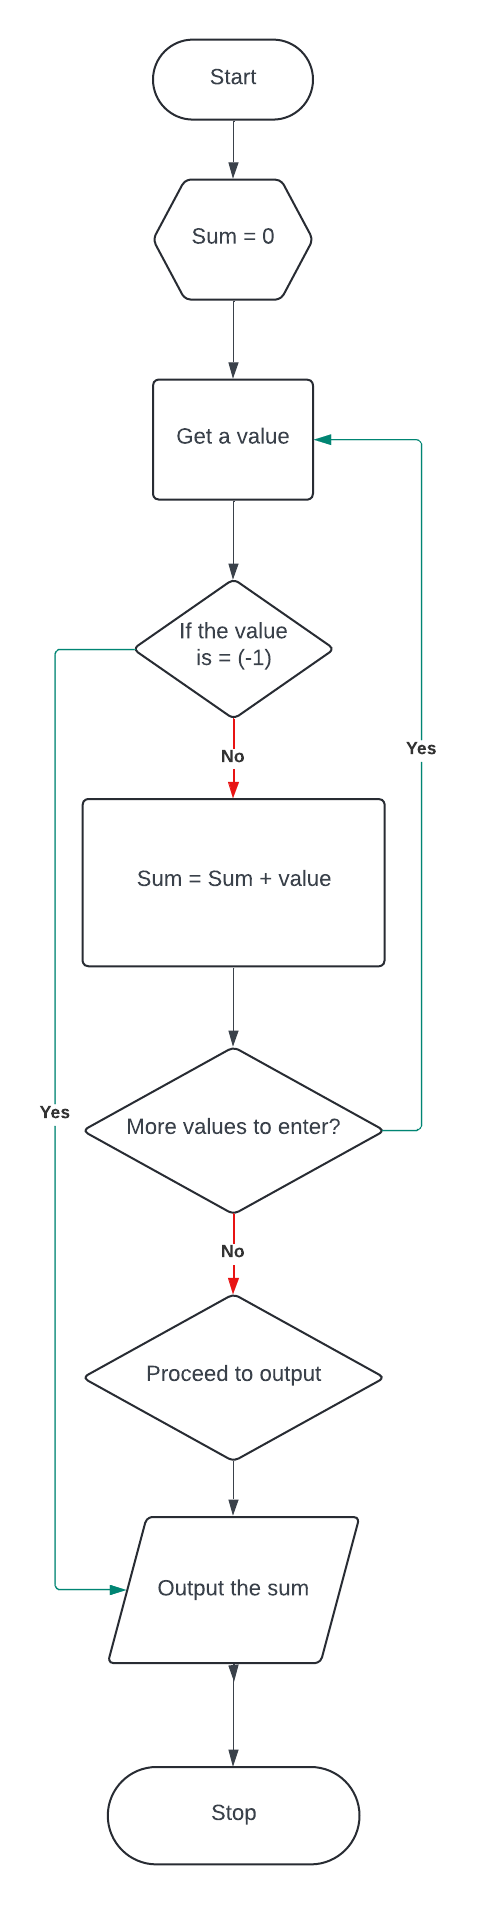 Start
Sum = 0
Get a value
If the value
is = (-1)
No
Yes
Sum = Sum + value
Yes
More values to enter?
No
Proceed to output
Output the sum
Stop